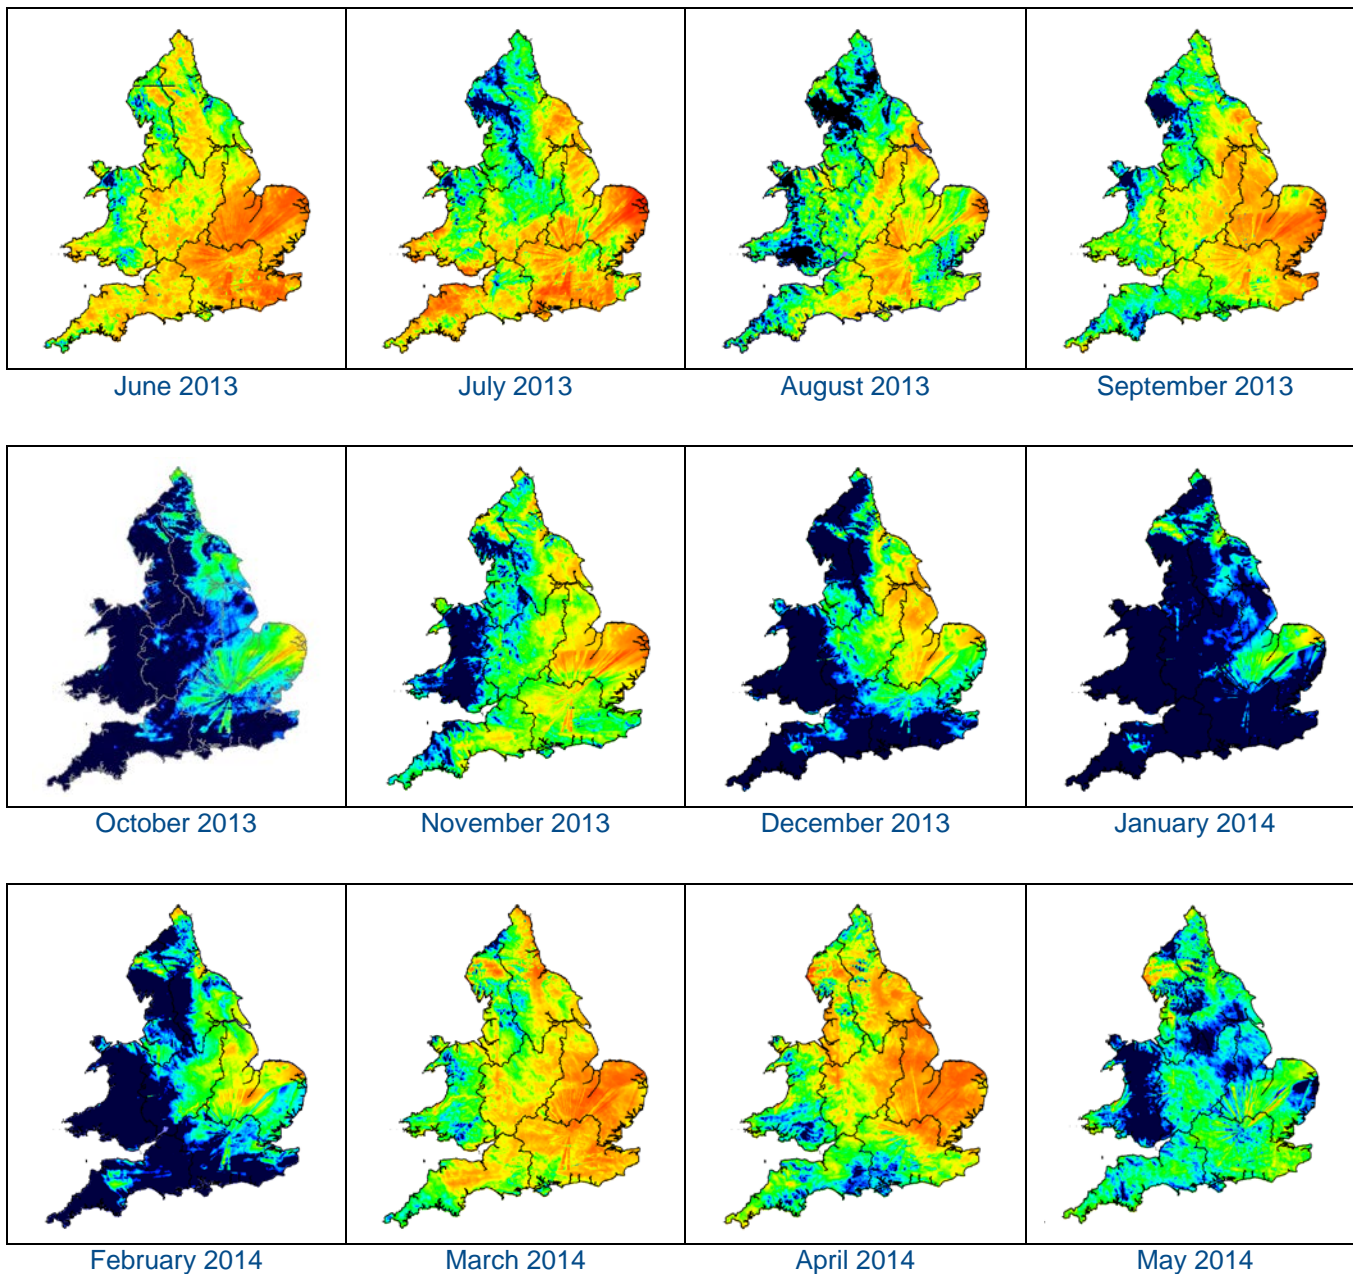 June 2013
July 2013
August 2013
September 2013
October 2013
November 2013
December 2013
January 2014
February 2014
March 2014
April 2014
May 2014